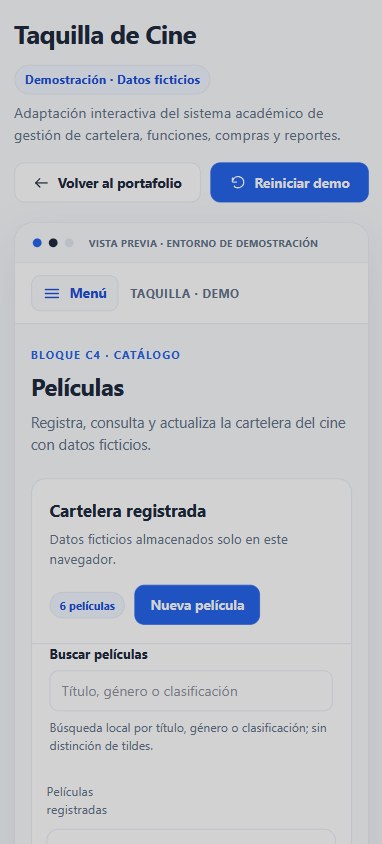 Taquilla de Cine
Demostración · Datos ficticios
Adaptación interactiva del sistema académico de
gestión de cartelera, funciones, compras y reportes.
Volver al portafolio
Reiniciar demo
VISTA PREVIA · ENTORNO DE DEMOSTRACIÓN
Menú
TAQUILLA · DEMO
BLOQUE C4 · CATÁLOGO
Películas
Registra, consulta y actualiza la cartelera del cine
con datos ficticios.
Cartelera registrada
Datos ficticios almacenados solo en este
navegador.
6 películas
Nueva película
Buscar películas
Título, género o clasificación
Búsqueda local por título, género o clasificación; sin
distinción de tildes.
Películas
registradas